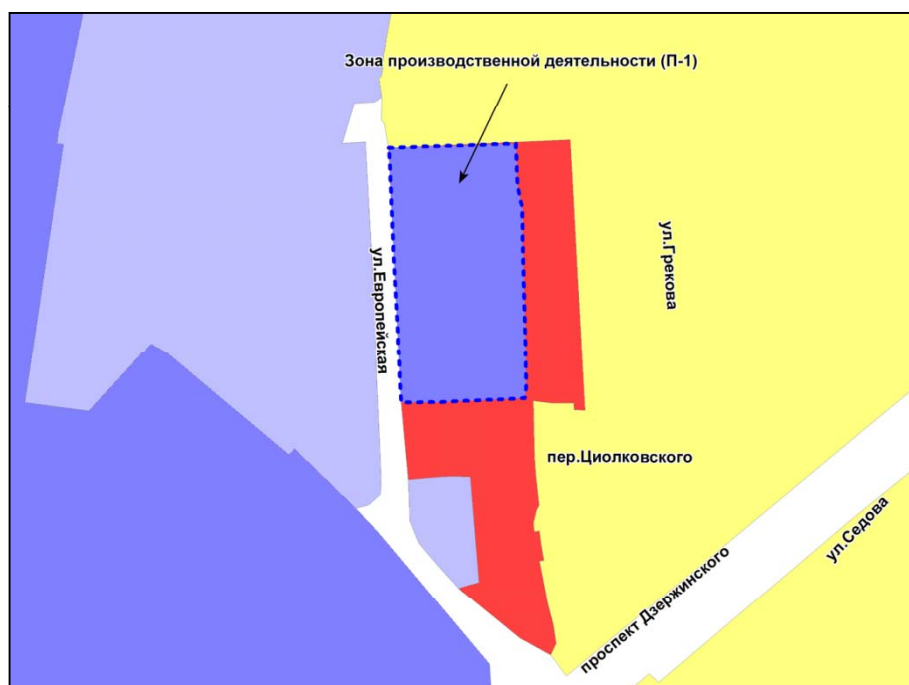 Зона производственной деятельности (П-1)
ул.Европейская
ул.Грекова
пер.Циолковского
проспект Дзержинского
ул.Седова